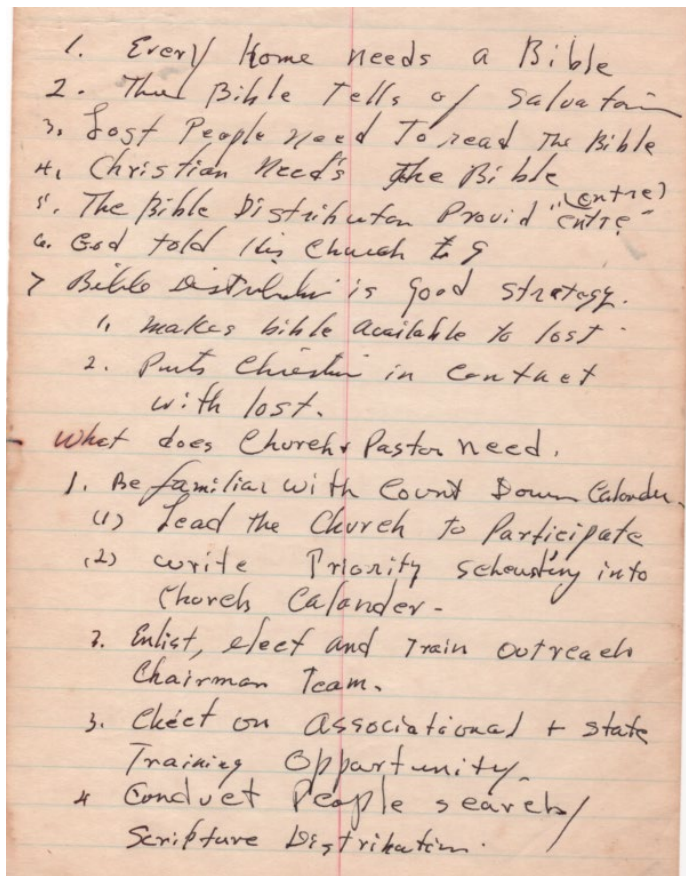 1. Every Home needs a Bible
2. The Bible Tells of Salvation
3. Lost People need To read The Bible
4. Christian Need's The Bible
5. The Bible Distribution Provid "entre" (entre)
6. God told His Church to g
7 Bible Distribution is good strategy.
1. makes bible available to lost.
2. Puts Christian in contact
with lost.
What does Church & Pastor need.
1. Be familiar with Count Down Calander.
(1) Lead the Church to Participate
(2) write Priority scheduling into
Church Calander.
2. Enlist, elect and Train outreach
Chairman Team.
3. Check on Associational + state
Training Opportunity.
4 Conduct People search/
Scripture Distribution.